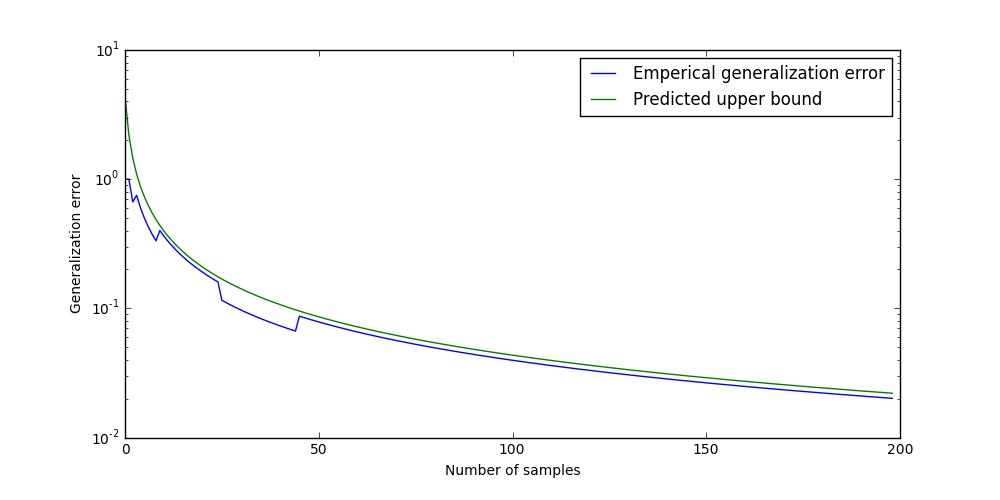 10^1
Emperical generalization error
Predicted upper bound
10^0
Generalization error
10^-1
10^-2
0 50 100 150 200
Number of samples